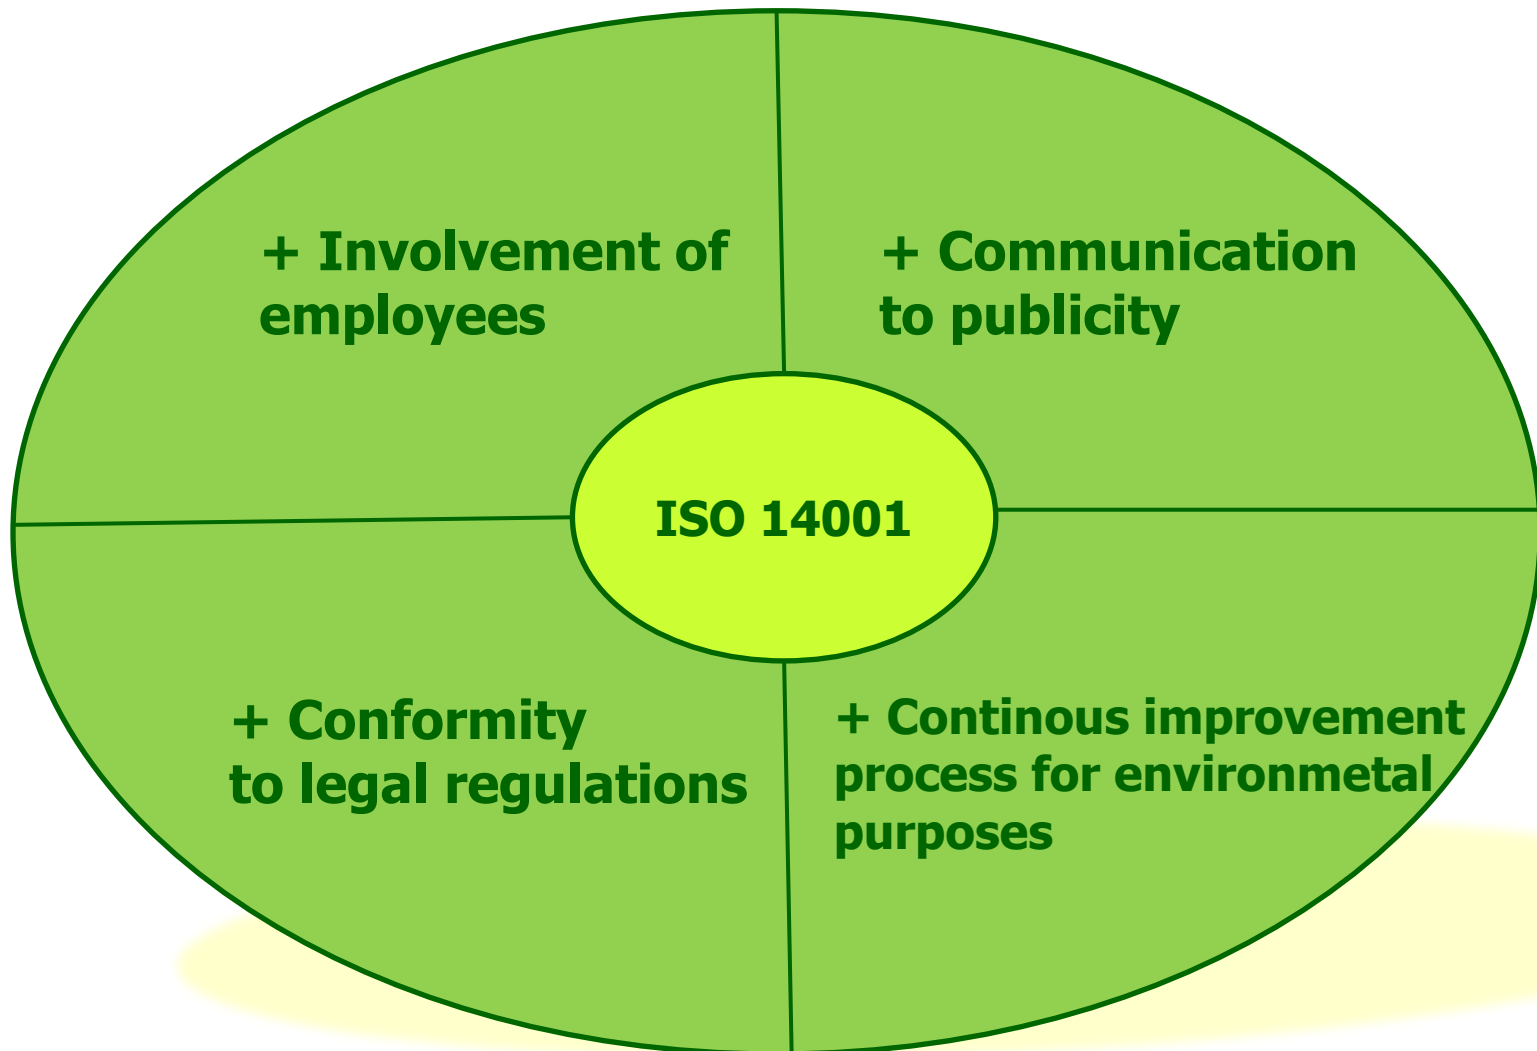 + Involvement of
employees
+ Communication
to publicity
ISO 14001
+ Conformity
to legal regulations
+ Continous improvement
process for environmetal
purposes